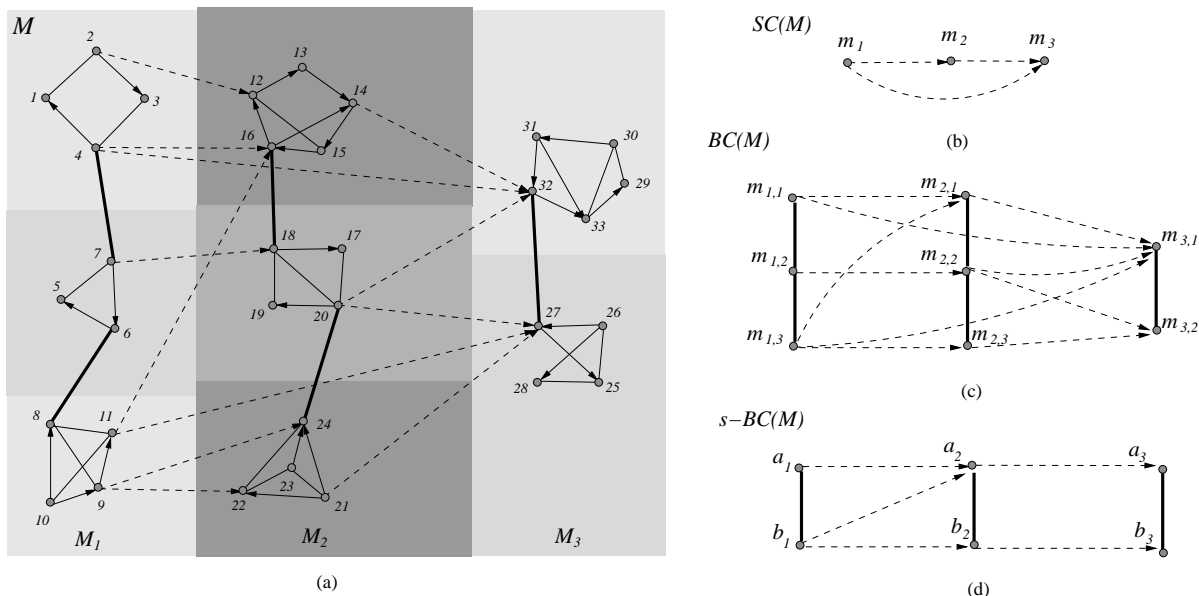 M
2
1
3
4
7
5
6
8
11
10
9
M₁
13
12
14
16
15
18
17
19
20
24
23
22
21
M₂
31
30
32
29
33
27
26
28
25
M₃
(a)
SC(M)
m₁
m₂
m₃
(b)
BC(M)
m₁,₁
m₂,₁
m₃,₁
m₁,₂
m₂,₂
m₃,₂
m₁,₃
m₂,₃
(c)
s−BC(M)
a₁
a₂
a₃
b₁
b₂
b₃
(d)